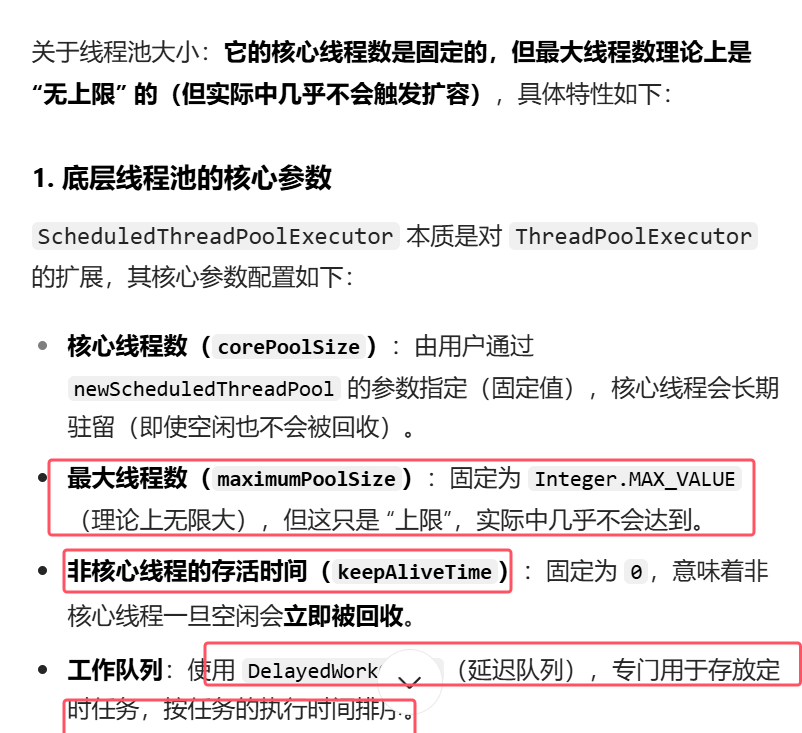 关于线程池大小：它的核心线程数是固定的，但最大线程数理论上是
“无上限” 的（但实际中几乎不会触发扩容），具体特性如下：
1. 底层线程池的核心参数
ScheduledThreadPoolExecutor 本质是对 ThreadPoolExecutor
的扩展，其核心参数配置如下：
核心线程数（corePoolSize）：由用户通过
newScheduledThreadPool 的参数指定（固定值），核心线程会长期
驻留（即使空闲也不会被回收）。
最大线程数（maximumPoolSize）：固定为 Integer.MAX_VALUE
（理论上无限大），但这只是 “上限”，实际中几乎不会达到。
非核心线程的存活时间（keepAliveTime）：固定为 0，意味着非
核心线程一旦空闲会立即被回收。
工作队列：使用 DelayedWork（延迟队列），专门用于存放定
时任务，按任务的执行时间排序。